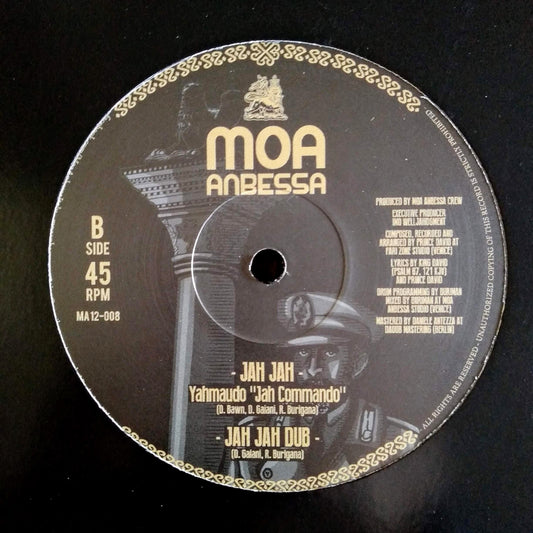 MOA
ANBESSA
B
SIDE
45
RPM
MA12-008
PRODUCED BY MOA ANBESSA CREW
EXECUTIVE PRODUCER
IMO WELLJAHDGMENT
COMPOSED, RECORDED AND
ARRANGED BY PRINCE DAVID AT
FARI ZONE STUDIO (VENICE)
LYRICS BY KING DAVID
(PSALM 67, 121 KJV)
AND PRINCE DAVID
DRUM PROGRAMMING BY BURUMAN
MIXED BY BURUMAN AT MOA
ANBESSA STUDIO (VENICE)
MASTERED BY DANIELE ANTEZZA AT
DADUB MASTERING (BERLIN)
- JAH JAH -
Yahmaudo "Jah Commando"
(D. Bawn, D. Gaiani, R. Burigana)
- JAH JAH DUB -
(D. Gaiani, R. Burigana)
ALL RIGHTS ARE RESERVED - UNAUTHORIZED COPYING OF THIS RECORD IS STRICTLY PROHIBITED